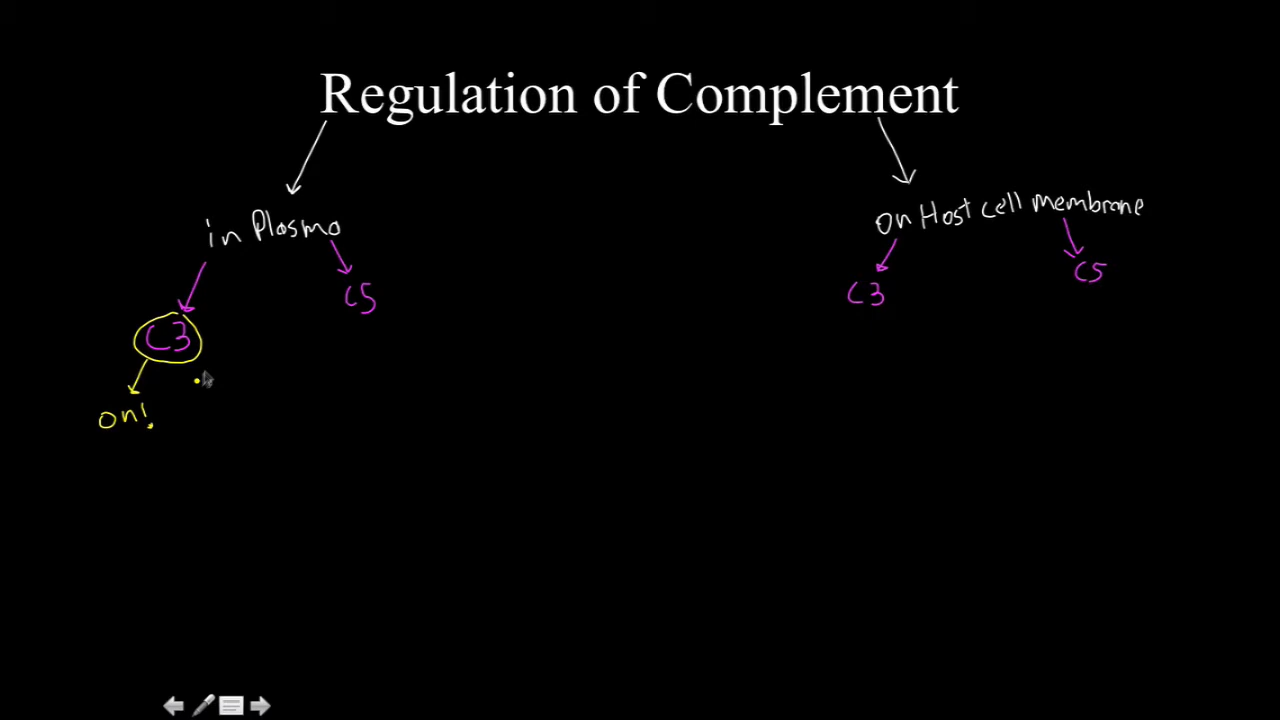 Regulation of Complement
in Plasma
on Host cell membrane
C3
C5
C3
C5
on!